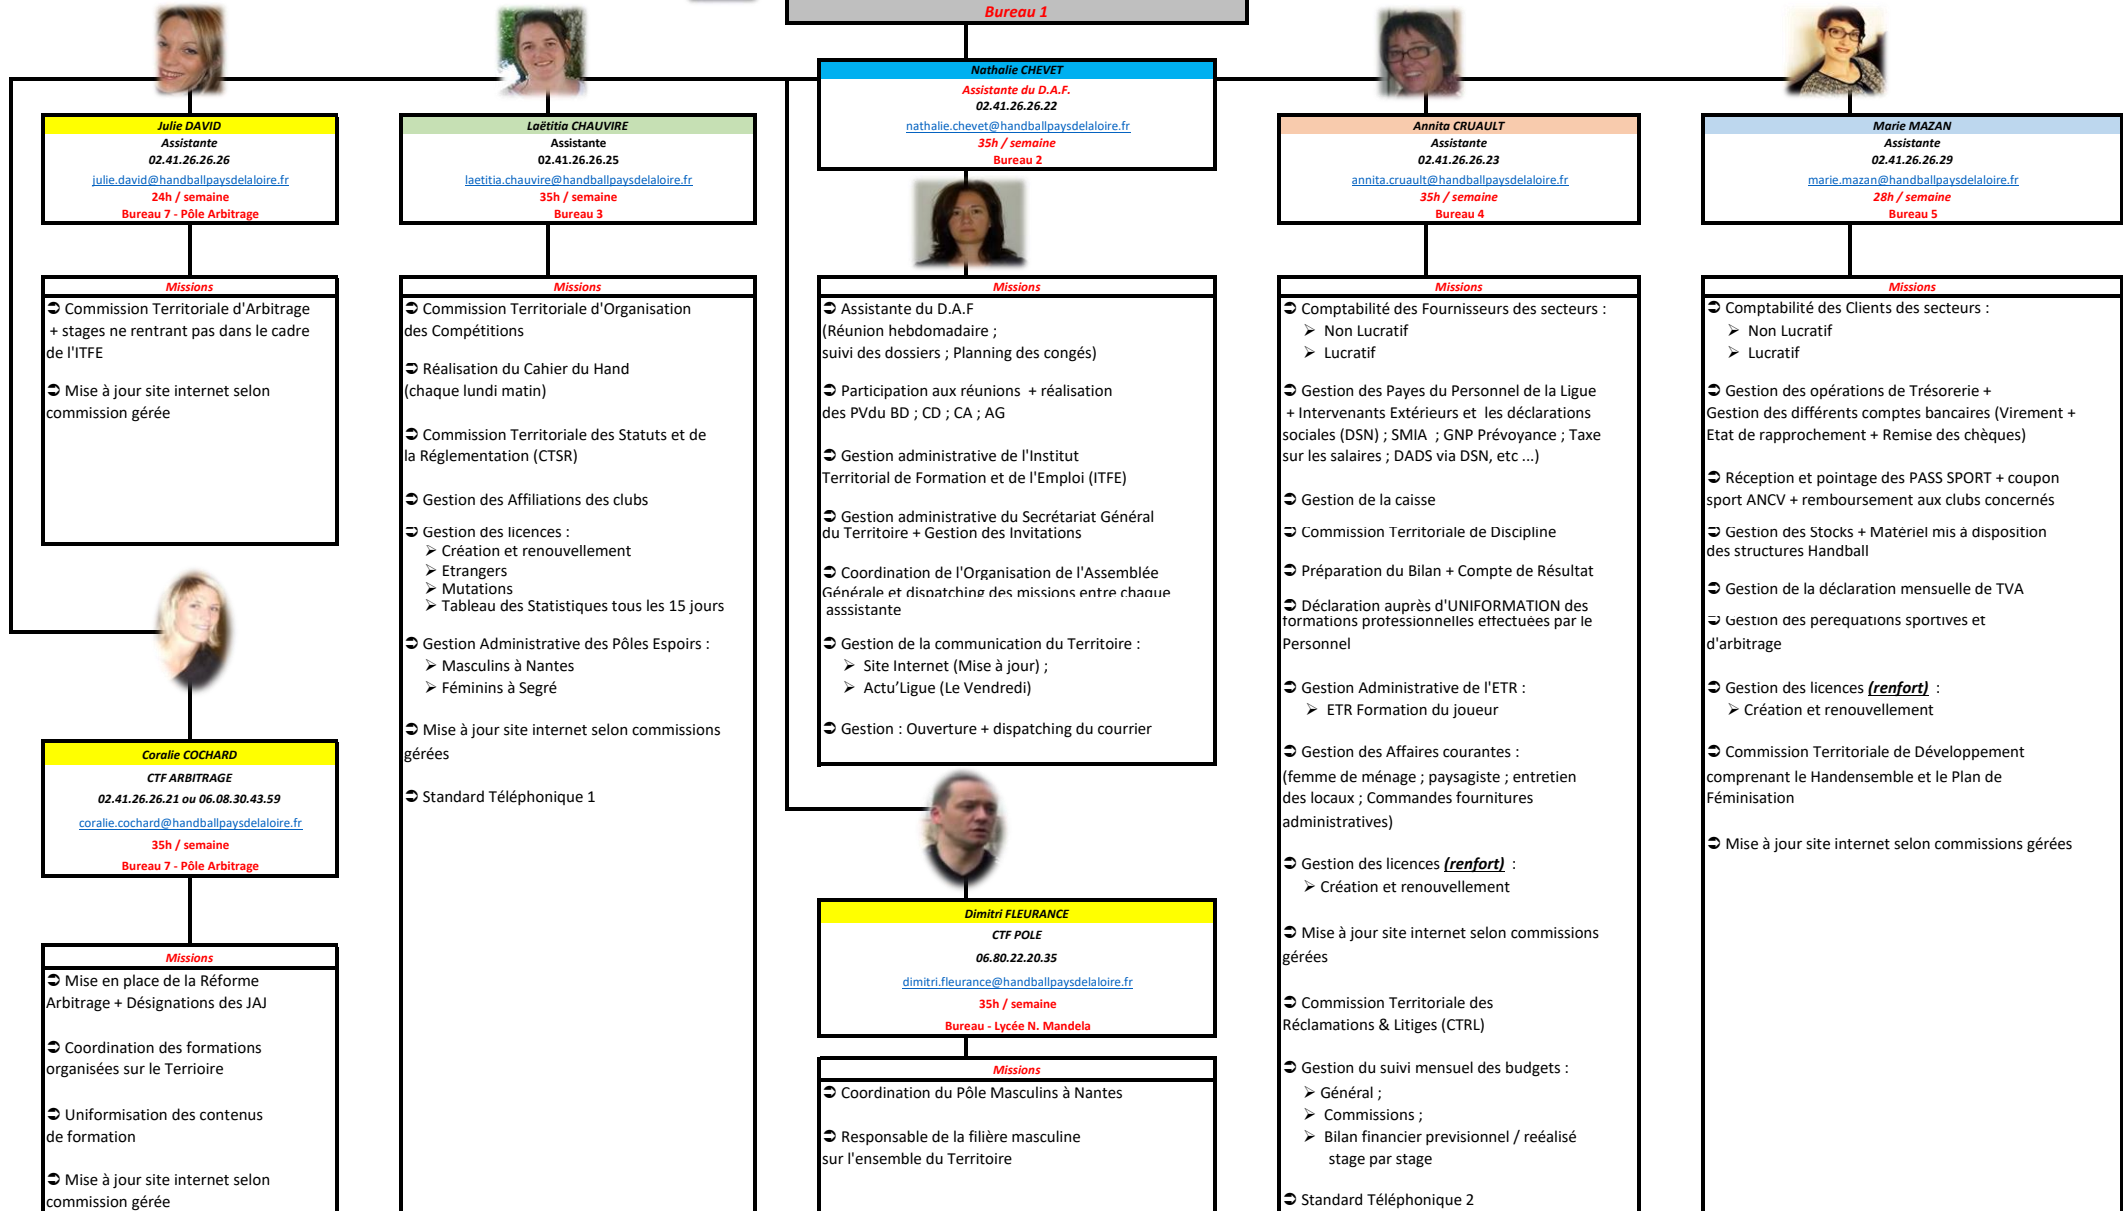 Bureau 1
Julie DAVID
Assistante
02.41.26.26.26
julie.david@handballpaysdelaloire.fr
24h / semaine
Bureau 7 - Pôle Arbitrage
Missions
➲ Commission Territoriale d'Arbitrage
+ stages ne rentrant pas dans le cadre
de l'ITFE
➲ Mise à jour site internet selon
commission gérée
Coralie COCHARD
CTF ARBITRAGE
02.41.26.26.21 ou 06.08.30.43.59
coralie.cochard@handballpaysdelaloire.fr
35h / semaine
Bureau 7 - Pôle Arbitrage
Missions
➲ Mise en place de la Réforme
Arbitrage + Désignations des JAJ
➲ Coordination des formations
organisées sur le Terrioire
➲ Uniformisation des contenus
de formation
➲ Mise à jour site internet selon
commission gérée
Laëtitia CHAUVIRE
Assistante
02.41.26.26.25
laetitia.chauvire@handballpaysdelaloire.fr
35h / semaine
Bureau 3
Missions
➲ Commission Territoriale d'Organisation
des Compétitions
➲ Réalisation du Cahier du Hand
(chaque lundi matin)
➲ Commission Territoriale des Statuts et de
la Réglementation (CTSR)
➲ Gestion des Affiliations des clubs
➲ Gestion des licences :
➢ Création et renouvellement
➢ Etrangers
➢ Mutations
➢ Tableau des Statistiques tous les 15 jours
➲ Gestion Administrative des Pôles Espoirs :
➢ Masculins à Nantes
➢ Féminins à Segré
➲ Mise à jour site internet selon commissions
gérées
➲ Standard Téléphonique 1
Nathalie CHEVET
Assistante du D.A.F.
02.41.26.26.22
nathalie.chevet@handballpaysdelaloire.fr
35h / semaine
Bureau 2
Missions
➲ Assistante du D.A.F
(Réunion hebdomadaire ;
suivi des dossiers ; Planning des congés)
➲ Participation aux réunions + réalisation
des PVdu BD ; CD ; CA ; AG
➲ Gestion administrative de l'Institut
Territorial de Formation et de l'Emploi (ITFE)
➲ Gestion administrative du Secrétariat Général
du Territoire + Gestion des Invitations
➲ Coordination de l'Organisation de l'Assemblée
Générale et dispatching des missions entre chaque
asssistante
➲ Gestion de la communication du Territoire :
➢ Site Internet (Mise à jour) ;
➢ Actu’Ligue (Le Vendredi)
➲ Gestion : Ouverture + dispatching du courrier
Dimitri FLEURANCE
CTF POLE
06.80.22.20.35
dimitri.fleurance@handballpaysdelaloire.fr
35h / semaine
Bureau - Lycée N. Mandela
Missions
➲ Coordination du Pôle Masculins à Nantes
➲ Responsable de la filière masculine
sur l'ensemble du Territoire
Annita CRUAULT
Assistante
02.41.26.26.23
annita.cruault@handballpaysdelaloire.fr
35h / semaine
Bureau 4
Missions
➲ Comptabilité des Fournisseurs des secteurs :
➢ Non Lucratif
➢ Lucratif
➲ Gestion des Payes du Personnel de la Ligue
+ Intervenants Extérieurs et les déclarations
sociales (DSN) ; SMIA ; GNP Prévoyance ; Taxe
sur les salaires ; DADS via DSN, etc ...)
➲ Gestion de la caisse
➲ Commission Territoriale de Discipline
➲ Préparation du Bilan + Compte de Résultat
➲ Déclaration auprès d'UNIFORMATION des
formations professionnelles effectuées par le
Personnel
➲ Gestion Administrative de l'ETR :
➢ ETR Formation du joueur
➲ Gestion des Affaires courantes :
(femme de ménage ; paysagiste ; entretien
des locaux ; Commandes fournitures
administratives)
➲ Gestion des licences (renfort) :
➢ Création et renouvellement
➲ Mise à jour site internet selon commissions
gérées
➲ Commission Territoriale des
Réclamations & Litiges (CTRL)
➲ Gestion du suivi mensuel des budgets :
➢ Général ;
➢ Commissions ;
➢ Bilan financier previsionnel / reéalisé
stage par stage
➲ Standard Téléphonique 2
Marie MAZAN
Assistante
02.41.26.26.29
marie.mazan@handballpaysdelaloire.fr
28h / semaine
Bureau 5
Missions
➲ Comptabilité des Clients des secteurs :
➢ Non Lucratif
➢ Lucratif
➲ Gestion des opérations de Trésorerie +
Gestion des différents comptes bancaires (Virement +
Etat de rapprochement + Remise des chèques)
➲ Réception et pointage des PASS SPORT + coupon
sport ANCV + remboursement aux clubs concernés
➲ Gestion des Stocks + Matériel mis à disposition
des structures Handball
➲ Gestion de la déclaration mensuelle de TVA
➲ Gestion des perequations sportives et
d'arbitrage
➲ Gestion des licences (renfort) :
➢ Création et renouvellement
➲ Commission Territoriale de Développement
comprenant le Handensemble et le Plan de
Féminisation
➲ Mise à jour site internet selon commissions gérées